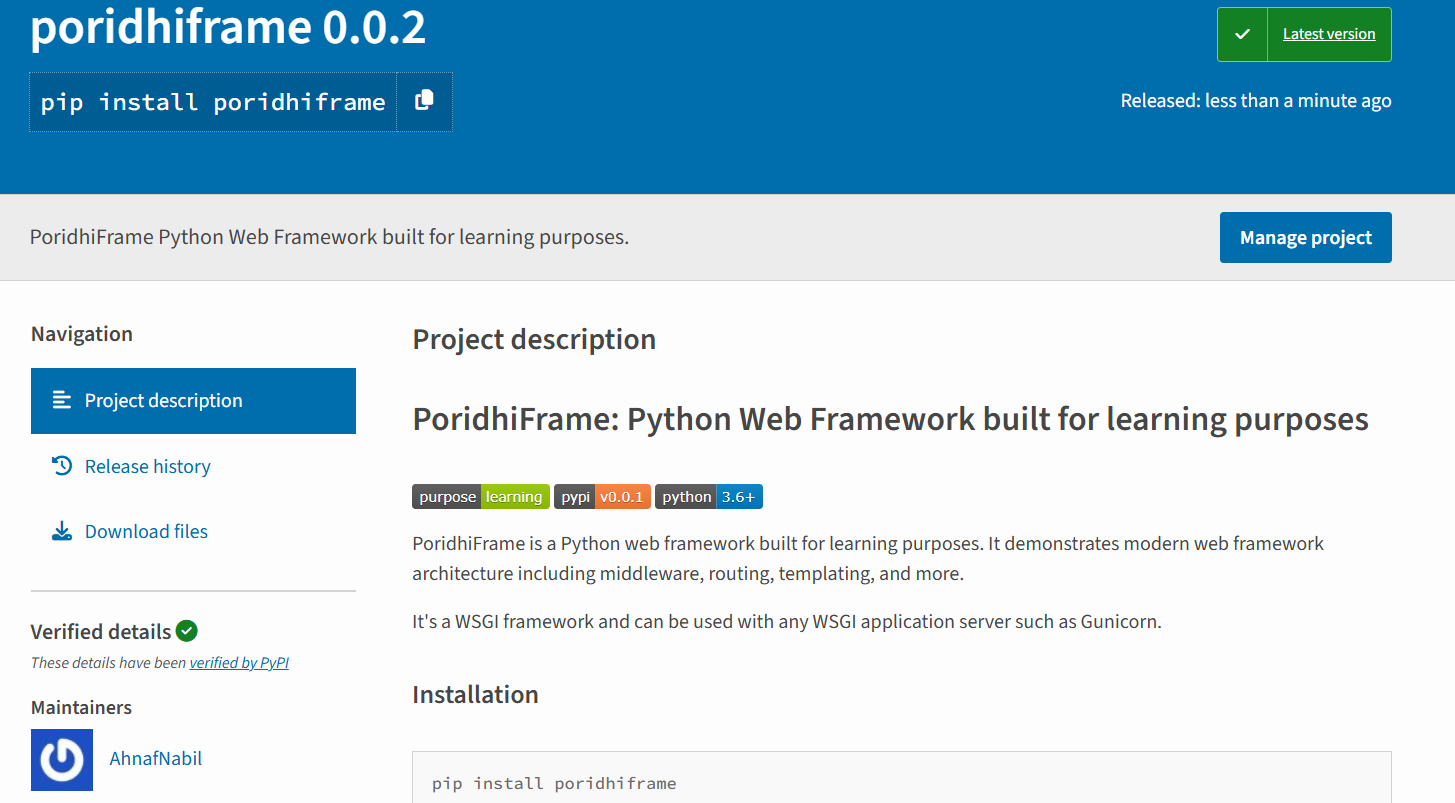 poridhiframe 0.0.2
Latest version
pip install poridhiframe
Released: less than a minute ago
PoridhiFrame Python Web Framework built for learning purposes.
Manage project
Navigation
Project description
Release history
Download files
Verified details
These details have been verified by PyPI
Maintainers
AhnafNabil
Project description
PoridhiFrame: Python Web Framework built for learning purposes
purpose learning pypi v0.0.1 python 3.6+
PoridhiFrame is a Python web framework built for learning purposes. It demonstrates modern web framework
architecture including middleware, routing, templating, and more.
It's a WSGI framework and can be used with any WSGI application server such as Gunicorn.
Installation
pip install poridhiframe